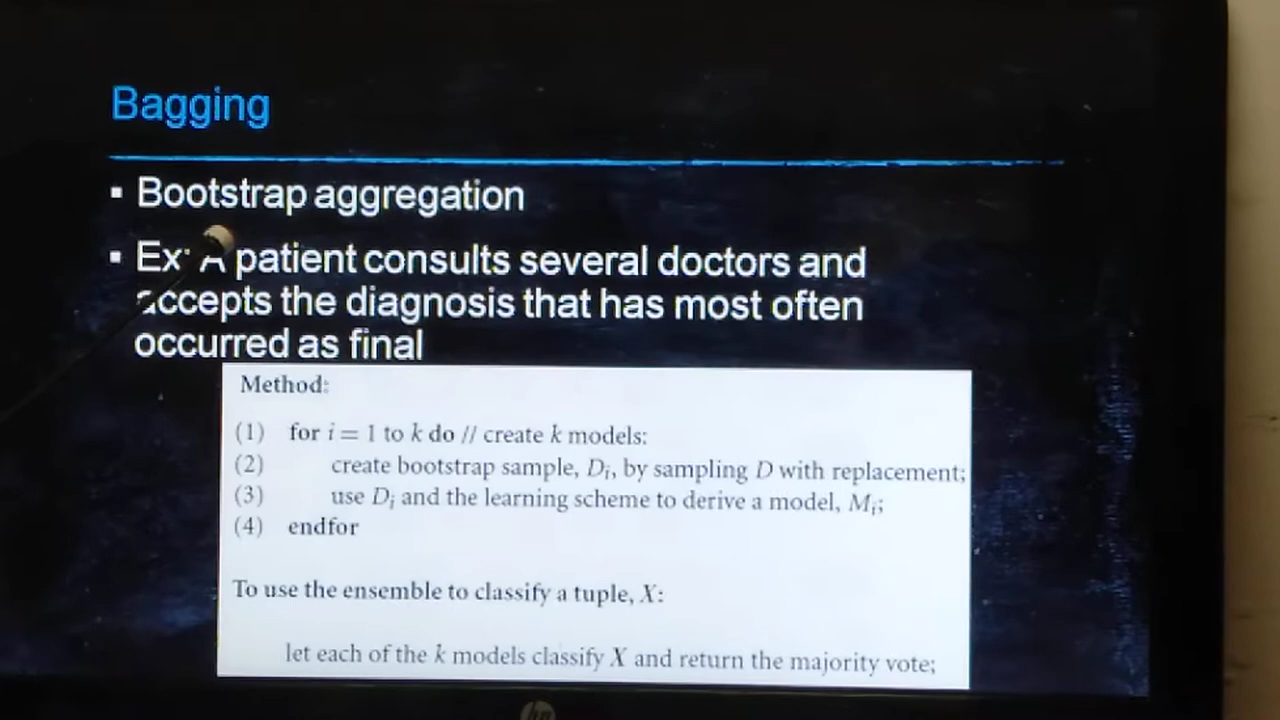 Bagging
▪ Bootstrap aggregation
▪ Ex: A patient consults several doctors and
accepts the diagnosis that has most often
occurred as final
Method:
(1) for i = 1 to k do // create k models:
(2) create bootstrap sample, Di, by sampling D with replacement;
(3) use Di and the learning scheme to derive a model, Mi;
(4) endfor
To use the ensemble to classify a tuple, X:
let each of the k models classify X and return the majority vote;
hp